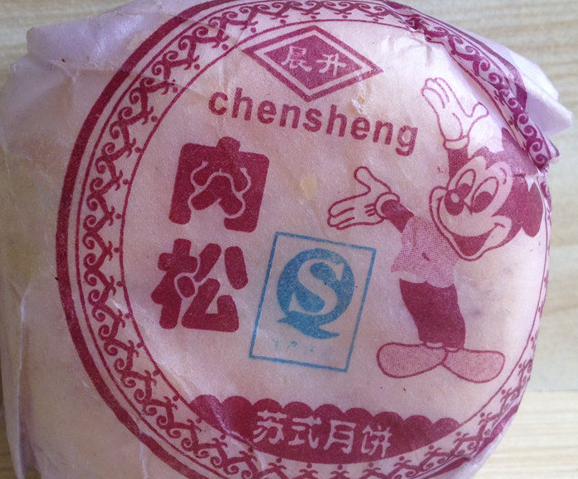 晨升
chensheng
肉
松
苏式月饼